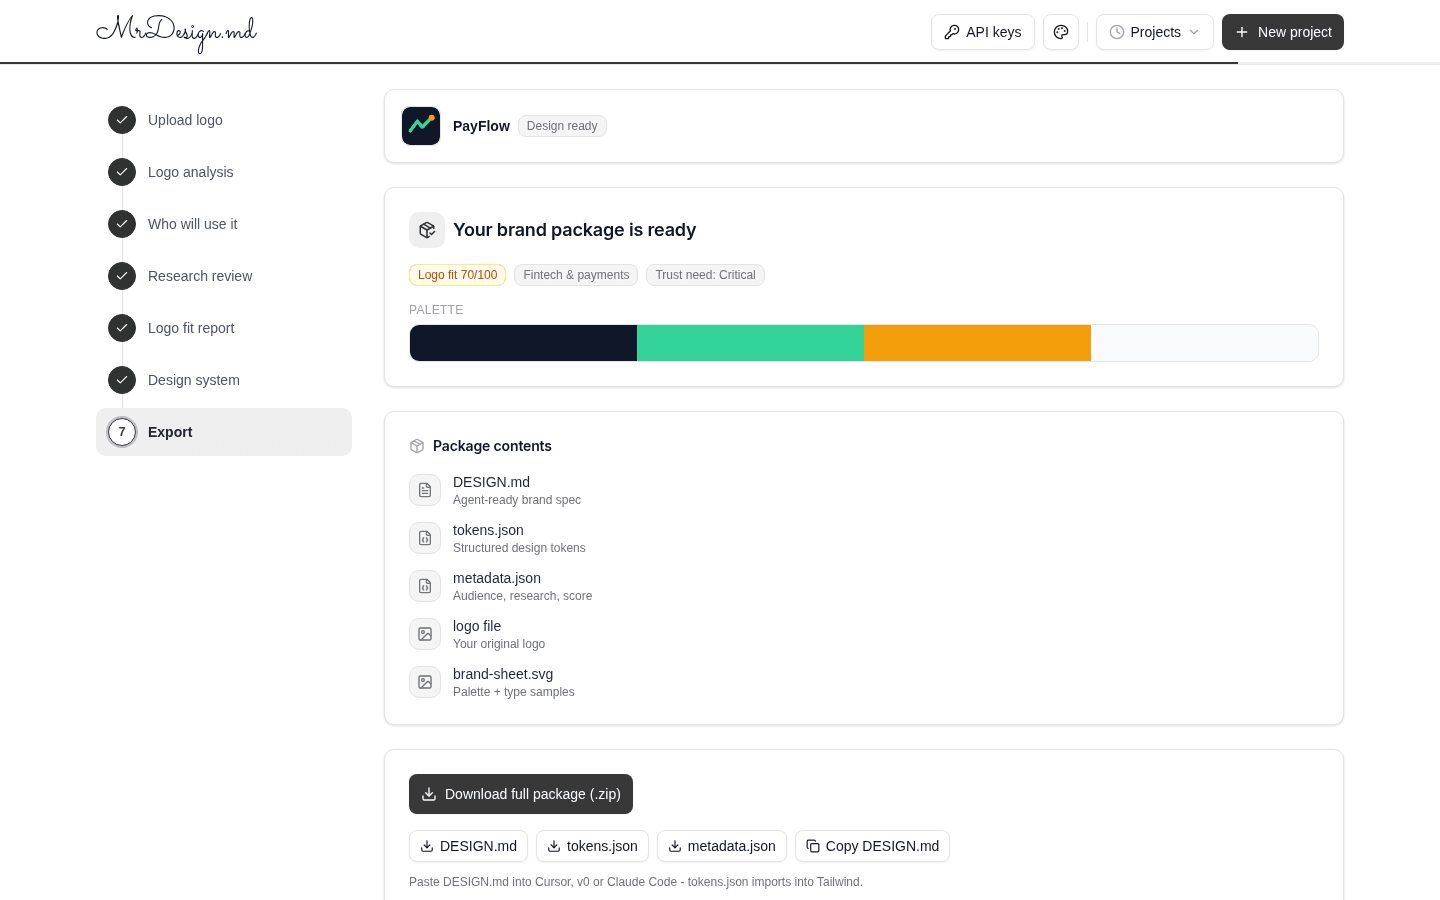 MrDesign.md
API keys
Projects
New project
Upload logo
Logo analysis
Who will use it
Research review
Logo fit report
Design system
7 Export
PayFlow Design ready
Your brand package is ready
Logo fit 70/100 Fintech & payments Trust need: Critical
PALETTE
Package contents
DESIGN.md
Agent-ready brand spec
tokens.json
Structured design tokens
metadata.json
Audience, research, score
logo file
Your original logo
brand-sheet.svg
Palette + type samples
Download full package (.zip)
DESIGN.md tokens.json metadata.json Copy DESIGN.md
Paste DESIGN.md into Cursor, v0 or Claude Code - tokens.json imports into Tailwind.